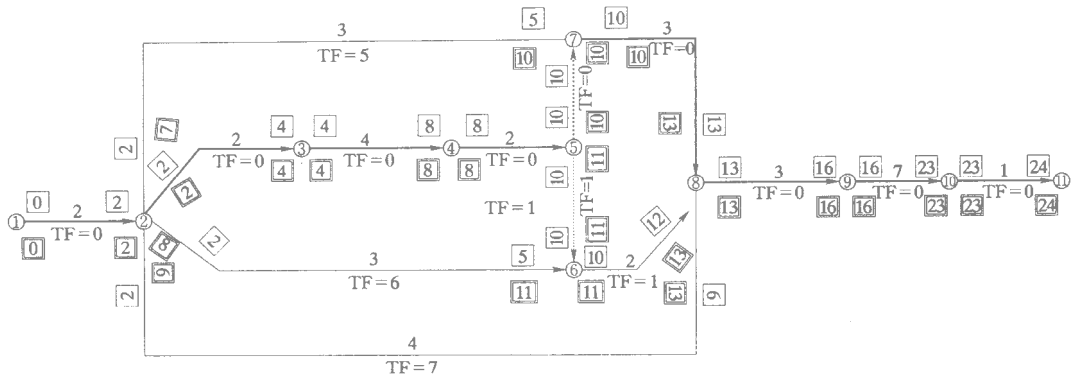 3 5 10 3
TF=5 10 10 10 TF=0
7
10 TF=0
10 10
2 7 2 4 4 4 8 8 2 13 13
TF=0 4 4 TF=0 8 8 TF=0 11
3 4 5
2 2 10 TF=1
0 2 2 TF=1 11 12 8 13 3 16 16 7 23 23 1 24
1 TF=0 2 13 TF=0 16 9 16 TF=0 23 10 23 TF=0 24 11
0 2 8 2 10
9 3 5 10 2 13
2 TF=6 11 6 11 TF=1 13 9
4
TF=7